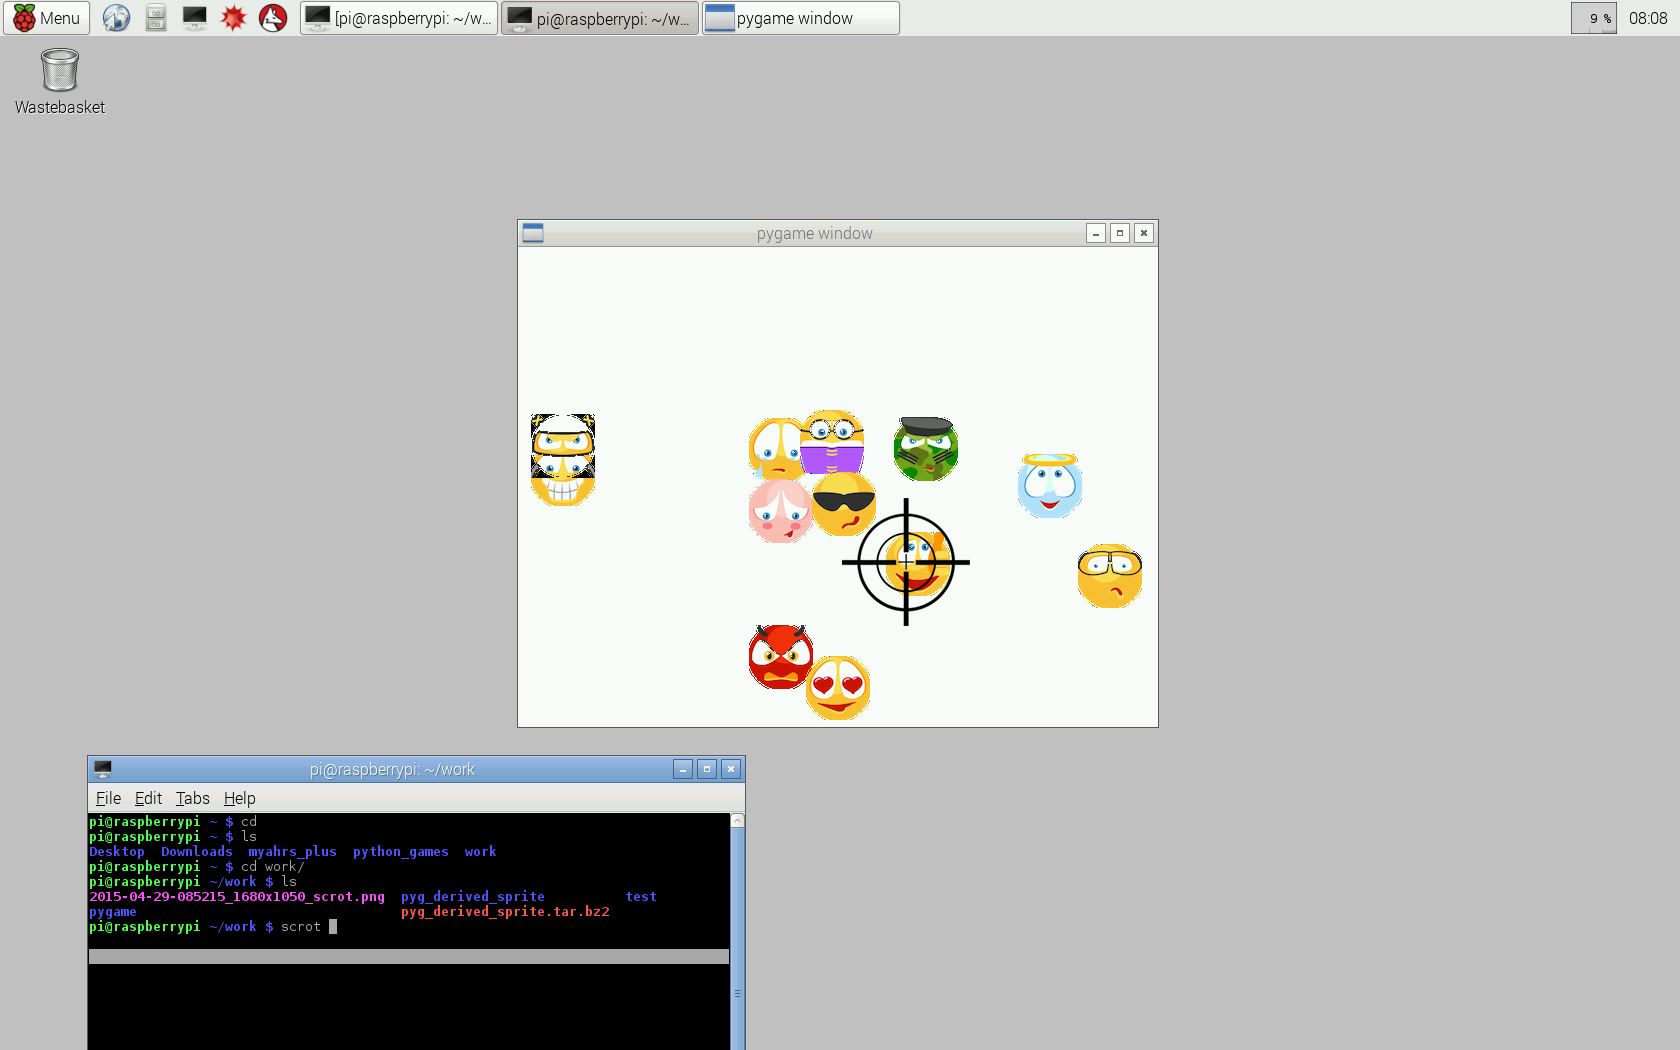 Menu
[pi@raspberrypi: ~/w...
pi@raspberrypi: ~/w...
pygame window
9 %
08:08
Wastebasket
pygame window
pi@raspberrypi: ~/work
File Edit Tabs Help
pi@raspberrypi ~ $ cd
pi@raspberrypi ~ $ ls
Desktop Downloads myahrs_plus python_games work
pi@raspberrypi ~ $ cd work/
pi@raspberrypi ~/work $ ls
2015-04-29-085215_1680x1050_scrot.png pyg_derived_sprite test
pygame pyg_derived_sprite.tar.bz2
pi@raspberrypi ~/work $ scrot